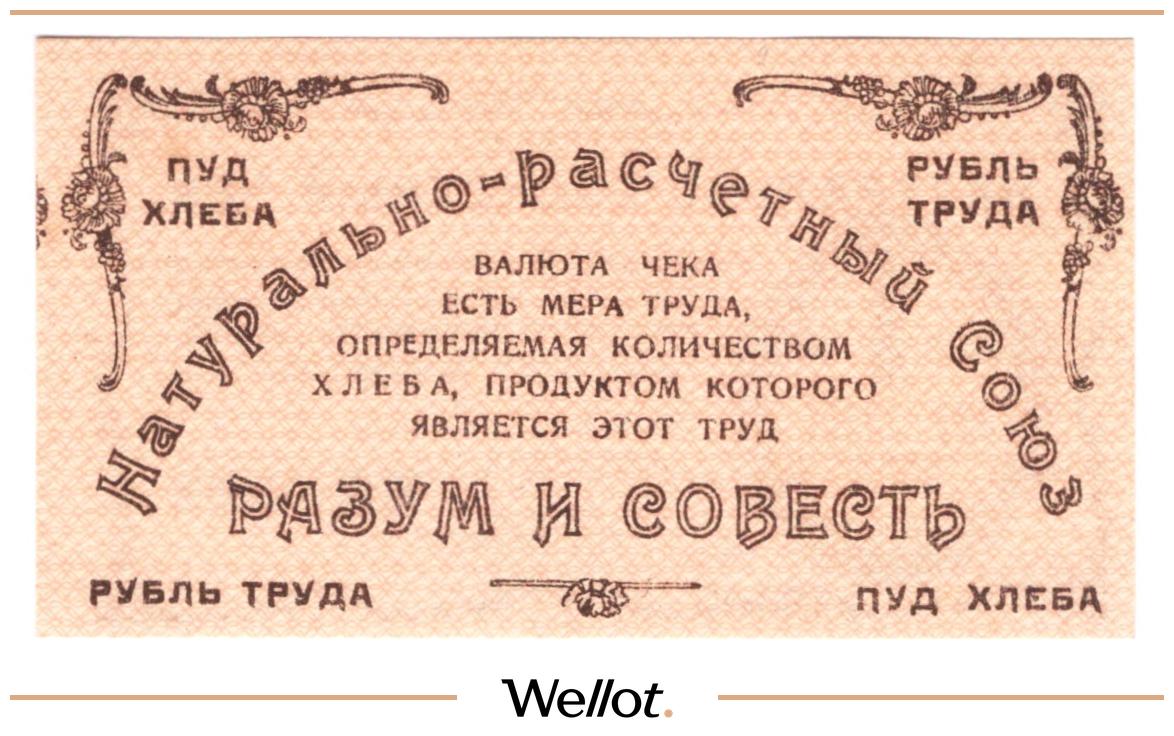 ПУД
ХЛЕБА
Натурально-расчетный Союз
РУБЛЬ
ТРУДА
ВАЛЮТА ЧЕКА
ЕСТЬ МЕРА ТРУДА,
ОПРЕДЕЛЯЕМАЯ КОЛИЧЕСТВОМ
ХЛЕБА, ПРОДУКТОМ КОТОРОГО
ЯВЛЯЕТСЯ ЭТОТ ТРУД
РАЗУМ И СОВЕСТЬ
РУБЛЬ ТРУДА
ПУД ХЛЕБА
Wellot.